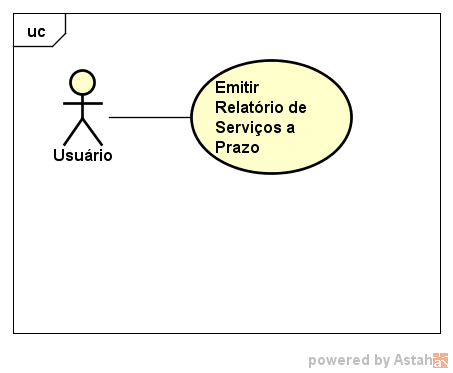 uc
Emitir
Relatório de
Serviços a
Prazo
Usuário
powered by Astah